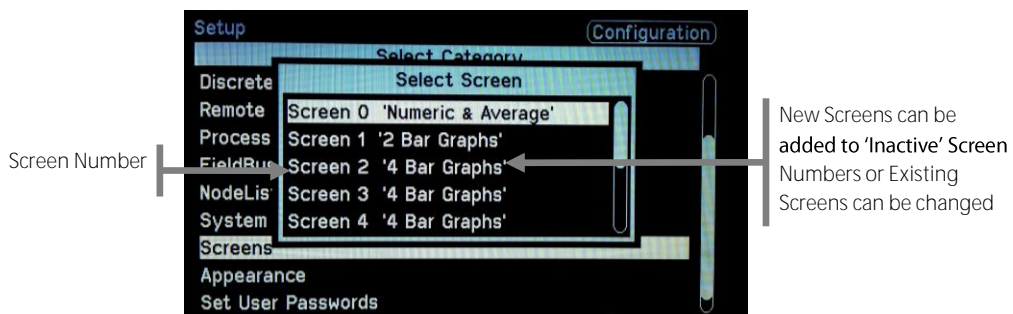 Setup
Configuration
Select Category
Select Screen
Discrete
Remote
Process
FieldBus
NodeLis
System
Screens
Appearance
Set User Passwords
Screen 0 'Numeric & Average'
Screen 1 '2 Bar Graphs'
Screen 2 '4 Bar Graphs'
Screen 3 '4 Bar Graphs'
Screen 4 '4 Bar Graphs'
Screen Number
New Screens can be
added to ‘Inactive’ Screen
Numbers or Existing
Screens can be changed